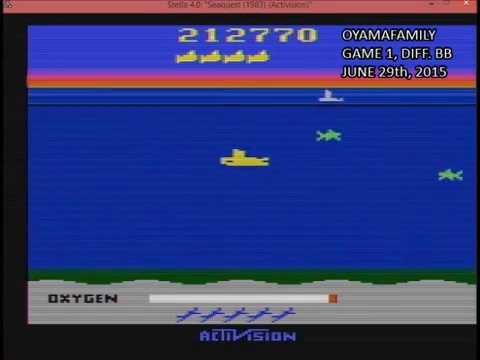 Stella 4.0: "Seaquest (1983) (Activision)"
212770
OYAMAFAMILY
GAME 1, DIFF. BB
JUNE 29th, 2015
OXYGEN
ACTIVISION